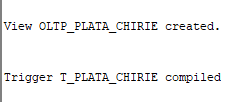 View OLTP_PLATA_CHIRIE created.
Trigger T_PLATA_CHIRIE compiled